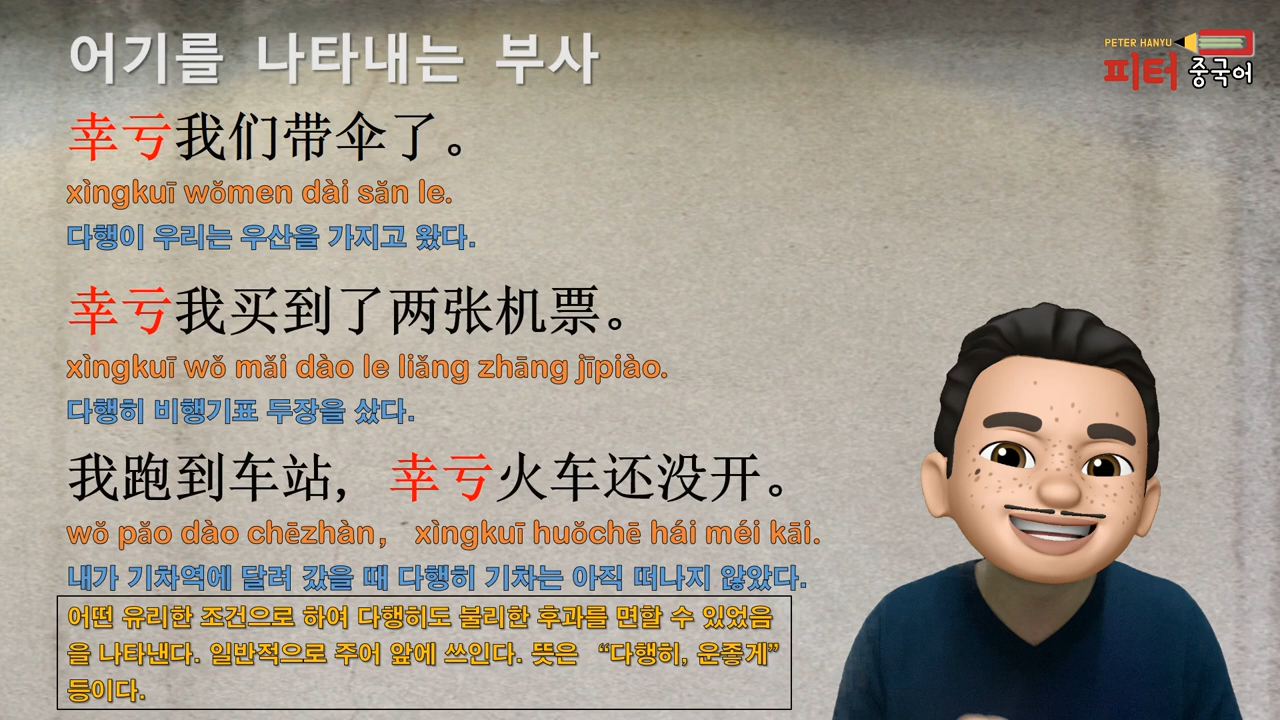 어기를 나타내는 부사
PETER HANYU
피터 중국어
幸亏我们带伞了。
xìngkuī wǒmen dài sǎn le.
다행이 우리는 우산을 가지고 왔다.
幸亏我买到了两张机票。
xìngkuī wǒ mǎi dào le liǎng zhāng jīpiào.
다행히 비행기표 두장을 샀다.
我跑到车站，幸亏火车还没开。
wǒ pǎo dào chēzhàn， xìngkuī huǒchē hái méi kāi.
내가 기차역에 달려 갔을 때 다행히 기차는 아직 떠나지 않았다.
어떤 유리한 조건으로 하여 다행히도 불리한 후과를 면할 수 있었음
을 나타낸다. 일반적으로 주어 앞에 쓰인다. 뜻은 “다행히, 운좋게”
등이다.